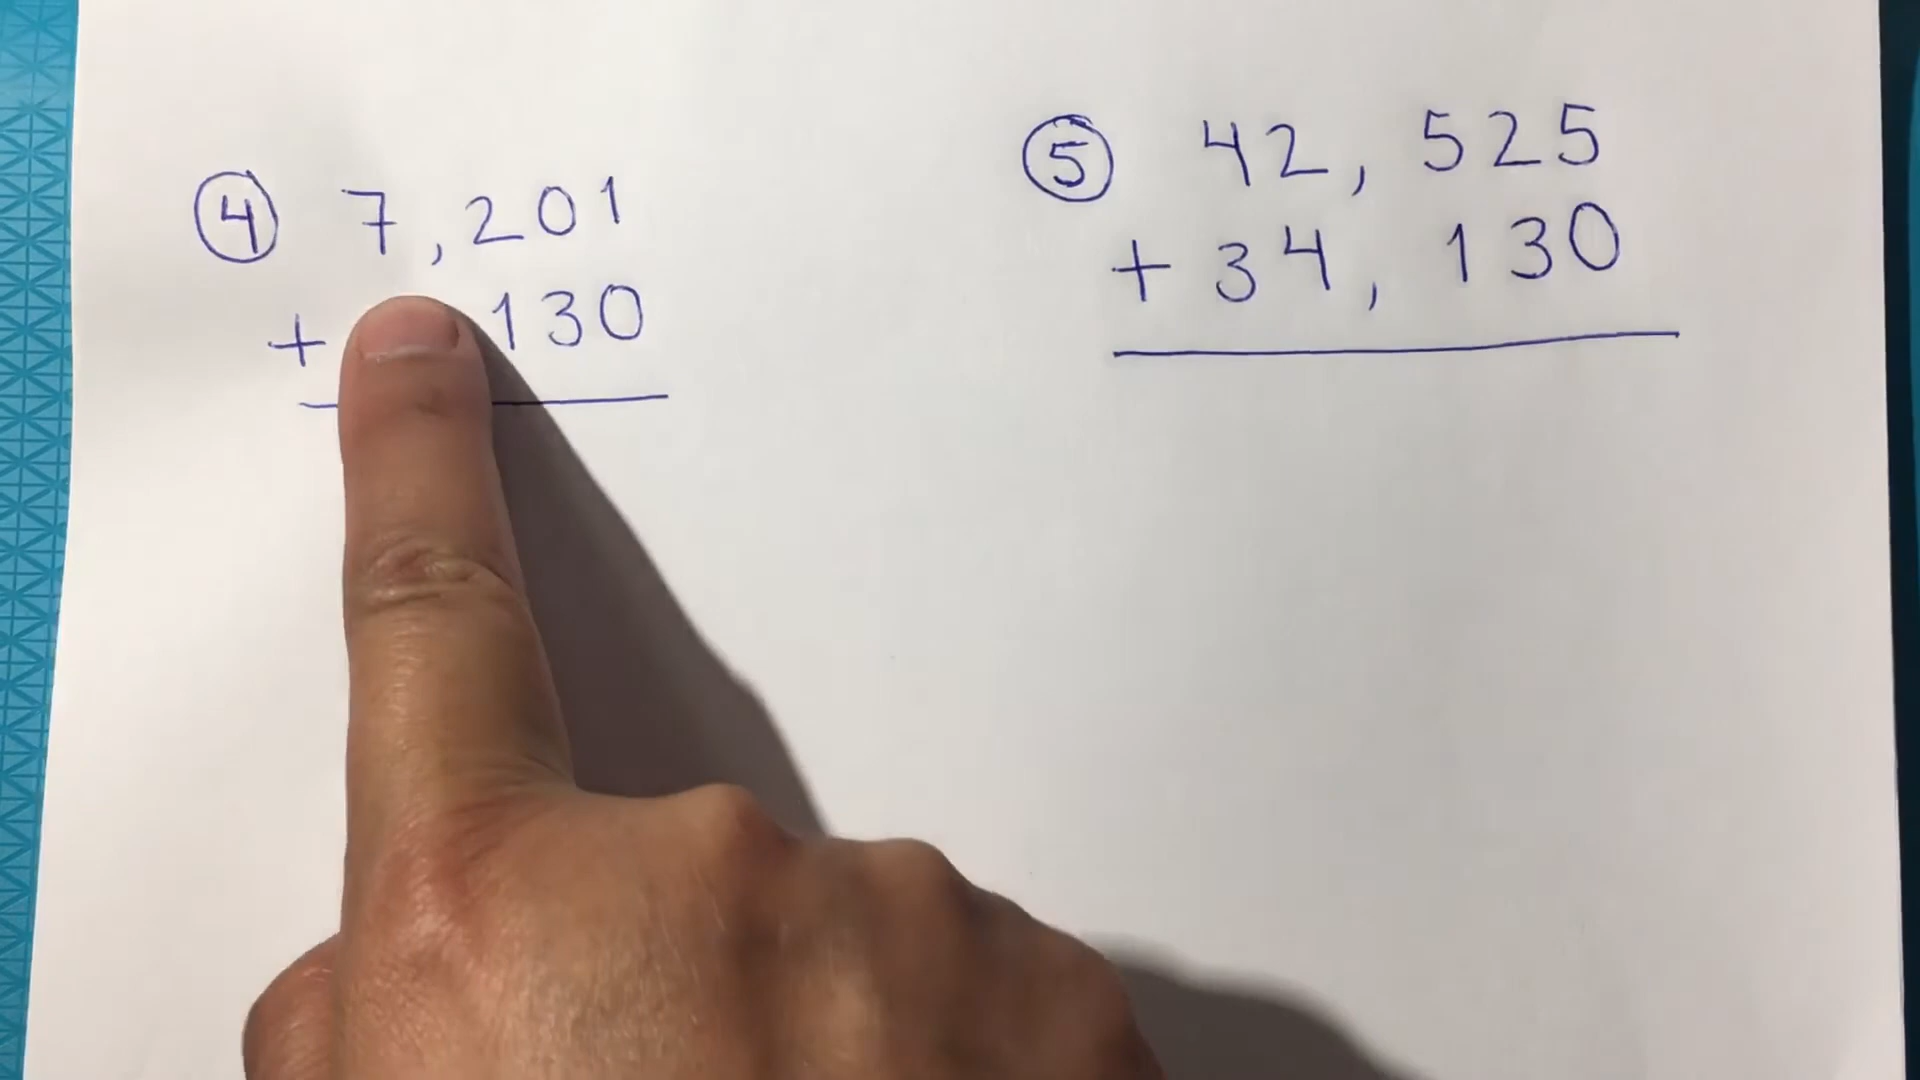 ④ 7,201
+ 130
⑤ 42,525
+ 34,130